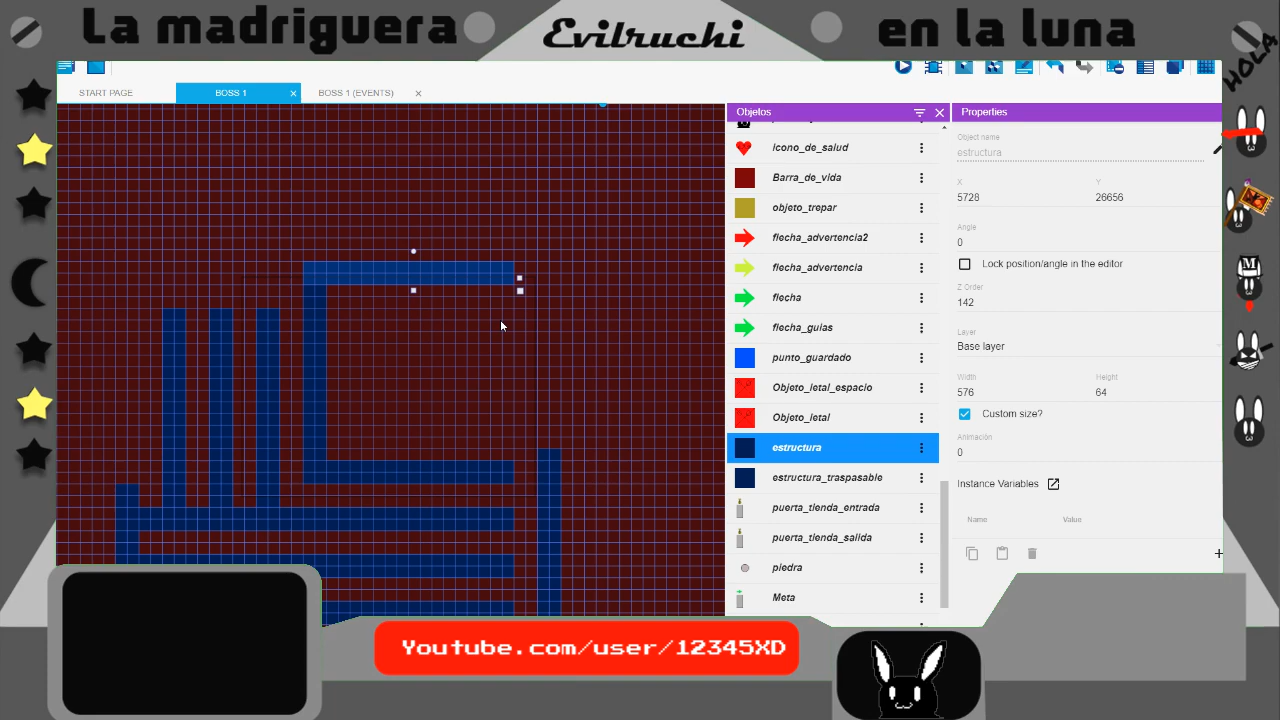 La madriguera
Evilruchi
en la luna
HOLA
START PAGE
BOSS 1
BOSS 1 (EVENTS)
Objetos
Properties
icono_de_salud
Barra_de_vida
objeto_trepar
flecha_advertencia2
flecha_advertencia
flecha
flecha_guias
punto_guardado
Objeto_letal_espacio
Objeto_letal
estructura
estructura_traspasable
puerta_tienda_entrada
puerta_tienda_salida
piedra
Meta
Object name
estructura
X
Y
5728
26656
Angle
0
Lock position/angle in the editor
Z Order
142
Layer
Base layer
Width
Height
576
64
Custom size?
Animación
0
Instance Variables
Name
Value
M
Youtube.com/user/12345XD